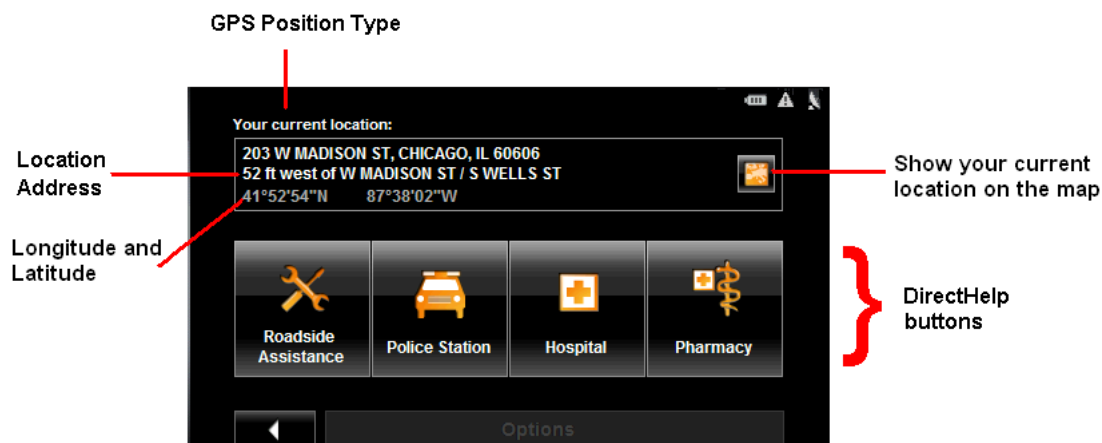 GPS Position Type
Your current location:
203 W MADISON ST, CHICAGO, IL 60606
52 ft west of W MADISON ST / S WELLS ST
41°52'54"N 87°38'02"W
Location
Address
Longitude and
Latitude
Show your current
location on the map
Roadside
Assistance
Police Station
Hospital
Pharmacy
DirectHelp
buttons
Options